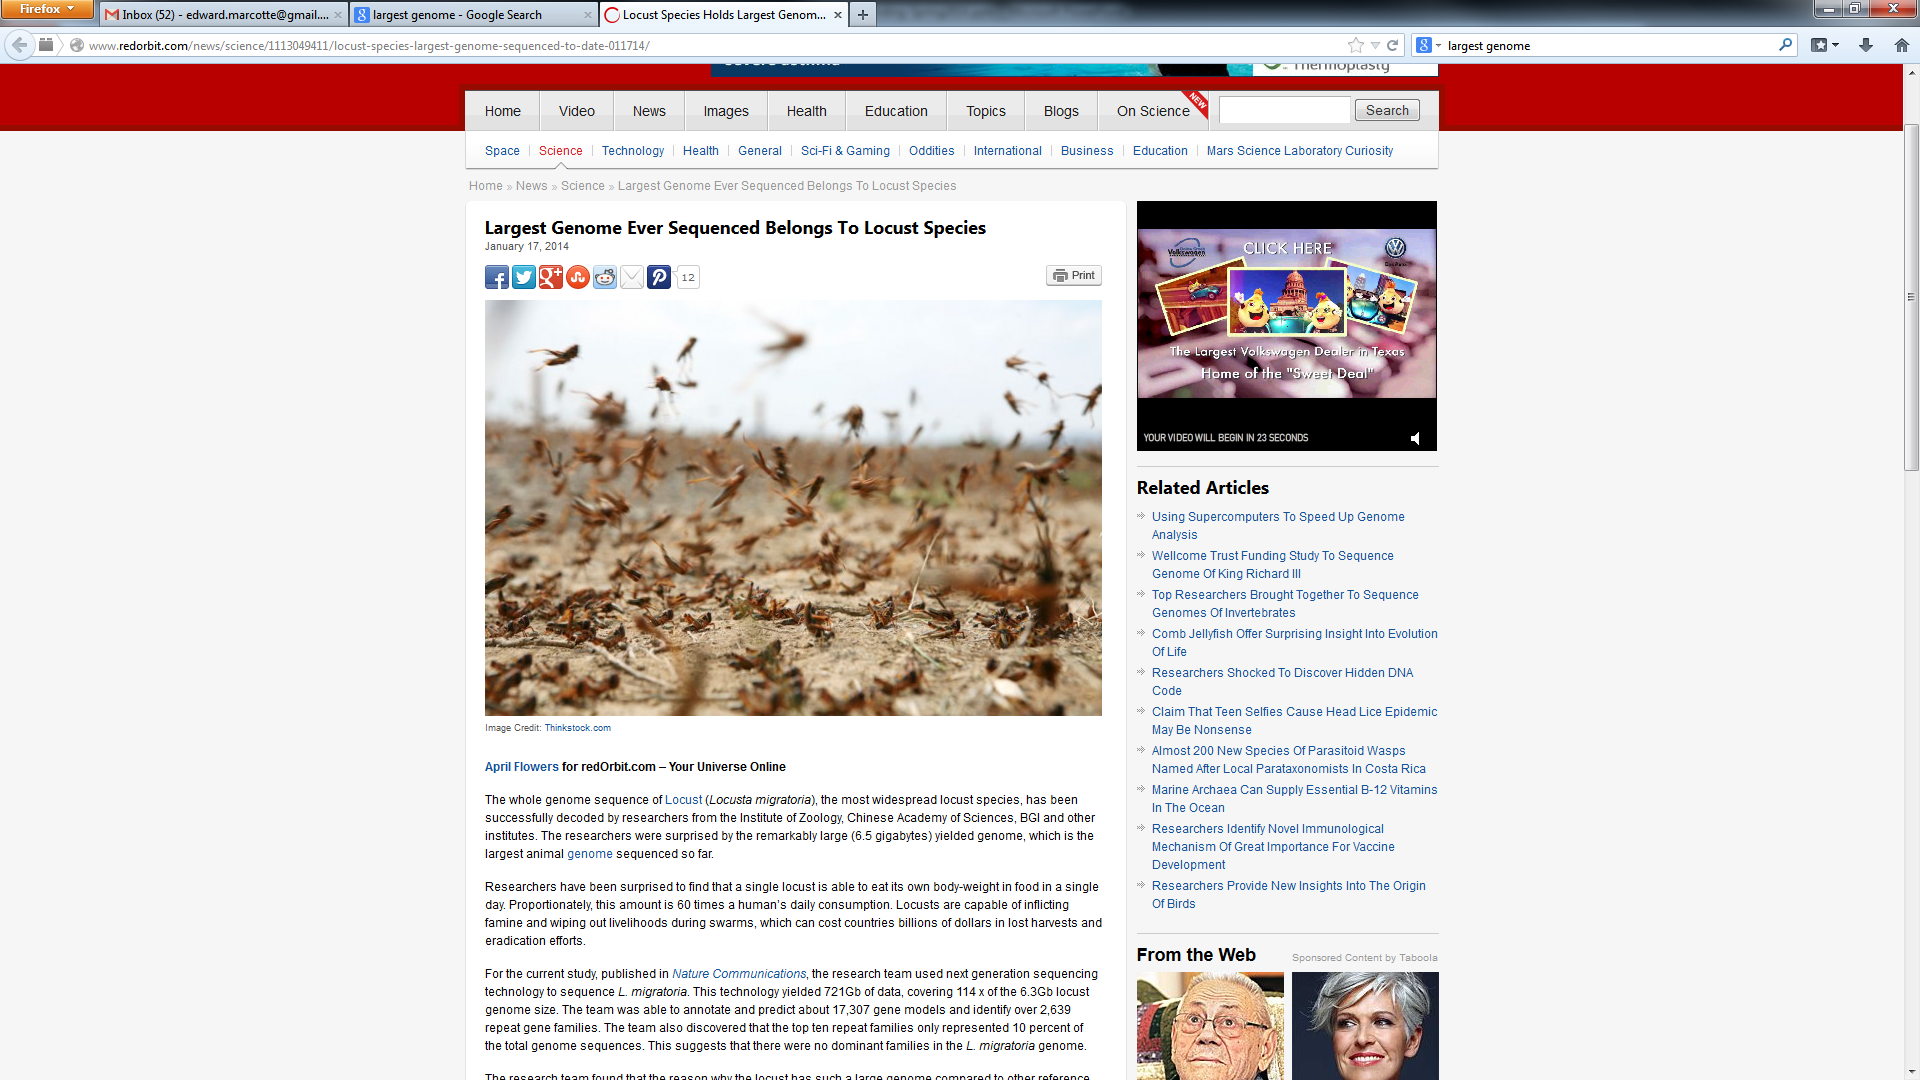 Firefox
Inbox (52) - edward.marcotte@gmail....
largest genome - Google Search
Locust Species Holds Largest Genom...
www.redorbit.com/news/science/1113049411/locust-species-largest-genome-sequenced-to-date-011714/
largest genome
Thermoplasty
Home
Video
News
Images
Health
Education
Topics
Blogs
On Science
NEW
Search
Space
Science
Technology
Health
General
Sci-Fi & Gaming
Oddities
International
Business
Education
Mars Science Laboratory Curiosity
Home » News » Science » Largest Genome Ever Sequenced Belongs To Locust Species
Largest Genome Ever Sequenced Belongs To Locust Species
January 17, 2014
12
Print
Image Credit: Thinkstock.com
April Flowers for redOrbit.com – Your Universe Online
The whole genome sequence of Locust (Locusta migratoria), the most widespread locust species, has been
successfully decoded by researchers from the Institute of Zoology, Chinese Academy of Sciences, BGI and other
institutes. The researchers were surprised by the remarkably large (6.5 gigabytes) yielded genome, which is the
largest animal genome sequenced so far.
Researchers have been surprised to find that a single locust is able to eat its own body-weight in food in a single
day. Proportionately, this amount is 60 times a human's daily consumption. Locusts are capable of inflicting
famine and wiping out livelihoods during swarms, which can cost countries billions of dollars in lost harvests and
eradication efforts.
For the current study, published in Nature Communications, the research team used next generation sequencing
technology to sequence L. migratoria. This technology yielded 721Gb of data, covering 114 x of the 6.3Gb locust
genome size. The team was able to annotate and predict about 17,307 gene models and identify over 2,639
repeat gene families. The team also discovered that the top ten repeat families only represented 10 percent of
the total genome sequences. This suggests that there were no dominant families in the L. migratoria genome.
The research team found that the reason why the locust has such a large genome compared to other reference
CLICK HERE
Volkswagen
The Largest Volkswagen Dealer in Texas
Home of the "Sweet Deal"
YOUR VIDEO WILL BEGIN IN 23 SECONDS
Related Articles
Using Supercomputers To Speed Up Genome
Analysis
Wellcome Trust Funding Study To Sequence
Genome Of King Richard III
Top Researchers Brought Together To Sequence
Genomes Of Invertebrates
Comb Jellyfish Offer Surprising Insight Into Evolution
Of Life
Researchers Shocked To Discover Hidden DNA
Code
Claim That Teen Selfies Cause Head Lice Epidemic
May Be Nonsense
Almost 200 New Species Of Parasitoid Wasps
Named After Local Parataxonomists In Costa Rica
Marine Archaea Can Supply Essential B-12 Vitamins
In The Ocean
Researchers Identify Novel Immunological
Mechanism Of Great Importance For Vaccine
Development
Researchers Provide New Insights Into The Origin
Of Birds
From the Web
Sponsored Content by Taboola